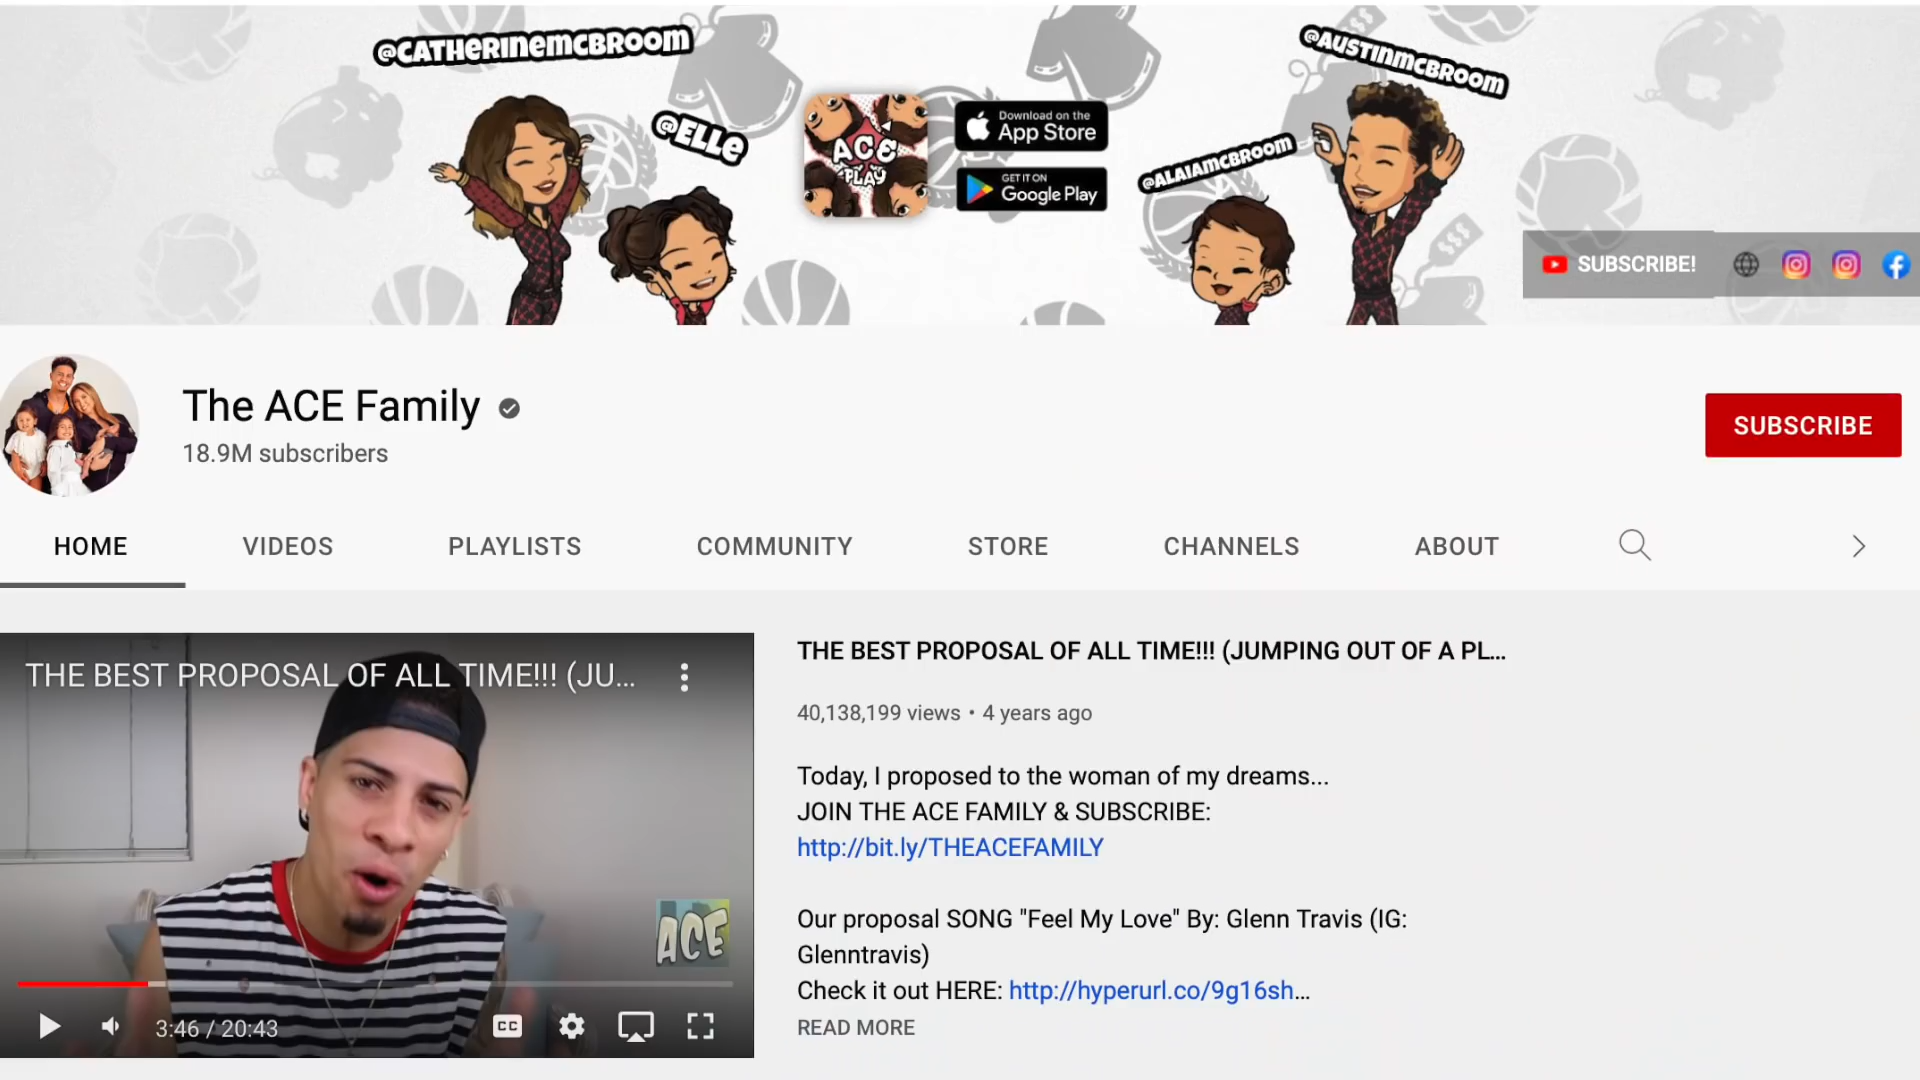 @CATHERINEMCBROOM
@ELLE
ACE
PLAY
Download on the
App Store
GET IT ON
Google Play
@ALAIAMCBROOM
@AUSTINMCBROOM
SUBSCRIBE!
The ACE Family
18.9M subscribers
SUBSCRIBE
HOME
VIDEOS
PLAYLISTS
COMMUNITY
STORE
CHANNELS
ABOUT
THE BEST PROPOSAL OF ALL TIME!!! (JU...
ACE
3:46 / 20:43
CC
THE BEST PROPOSAL OF ALL TIME!!! (JUMPING OUT OF A PL...
40,138,199 views • 4 years ago
Today, I proposed to the woman of my dreams...
JOIN THE ACE FAMILY & SUBSCRIBE:
http://bit.ly/THEACEFAMILY
Our proposal SONG "Feel My Love" By: Glenn Travis (IG:
Glenntravis)
Check it out HERE: http://hyperurl.co/9g16sh...
READ MORE